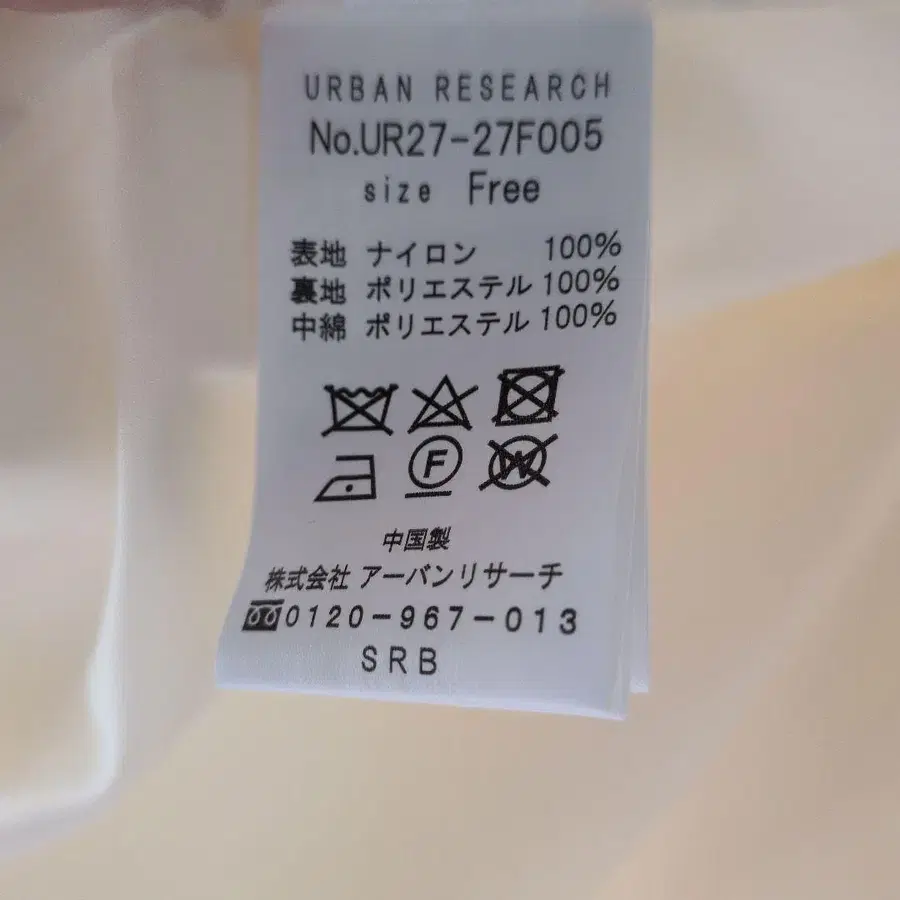 URBAN RESEARCH
No.UR27-27F005
size Free
表地 ナイロン 100%
裏地 ポリエステル 100%
中綿 ポリエステル 100%
F
W
中国製
株式会社 アーバンリサーチ
0120-967-013
SRB